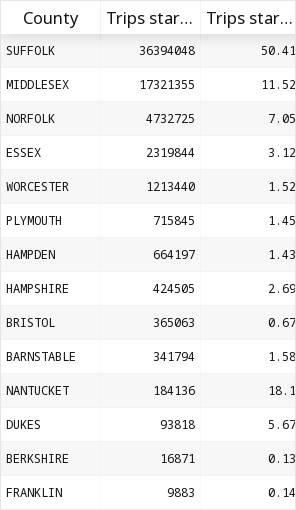 County Trips star... Trips star...
SUFFOLK 36394048 50.41
MIDDLESEX 17321355 11.52
NORFOLK 4732725 7.05
ESSEX 2319844 3.12
WORCESTER 1213440 1.52
PLYMOUTH 715845 1.45
HAMPDEN 664197 1.43
HAMPSHIRE 424505 2.69
BRISTOL 365063 0.67
BARNSTABLE 341794 1.58
NANTUCKET 184136 18.1
DUKES 93818 5.67
BERKSHIRE 16871 0.13
FRANKLIN 9883 0.14